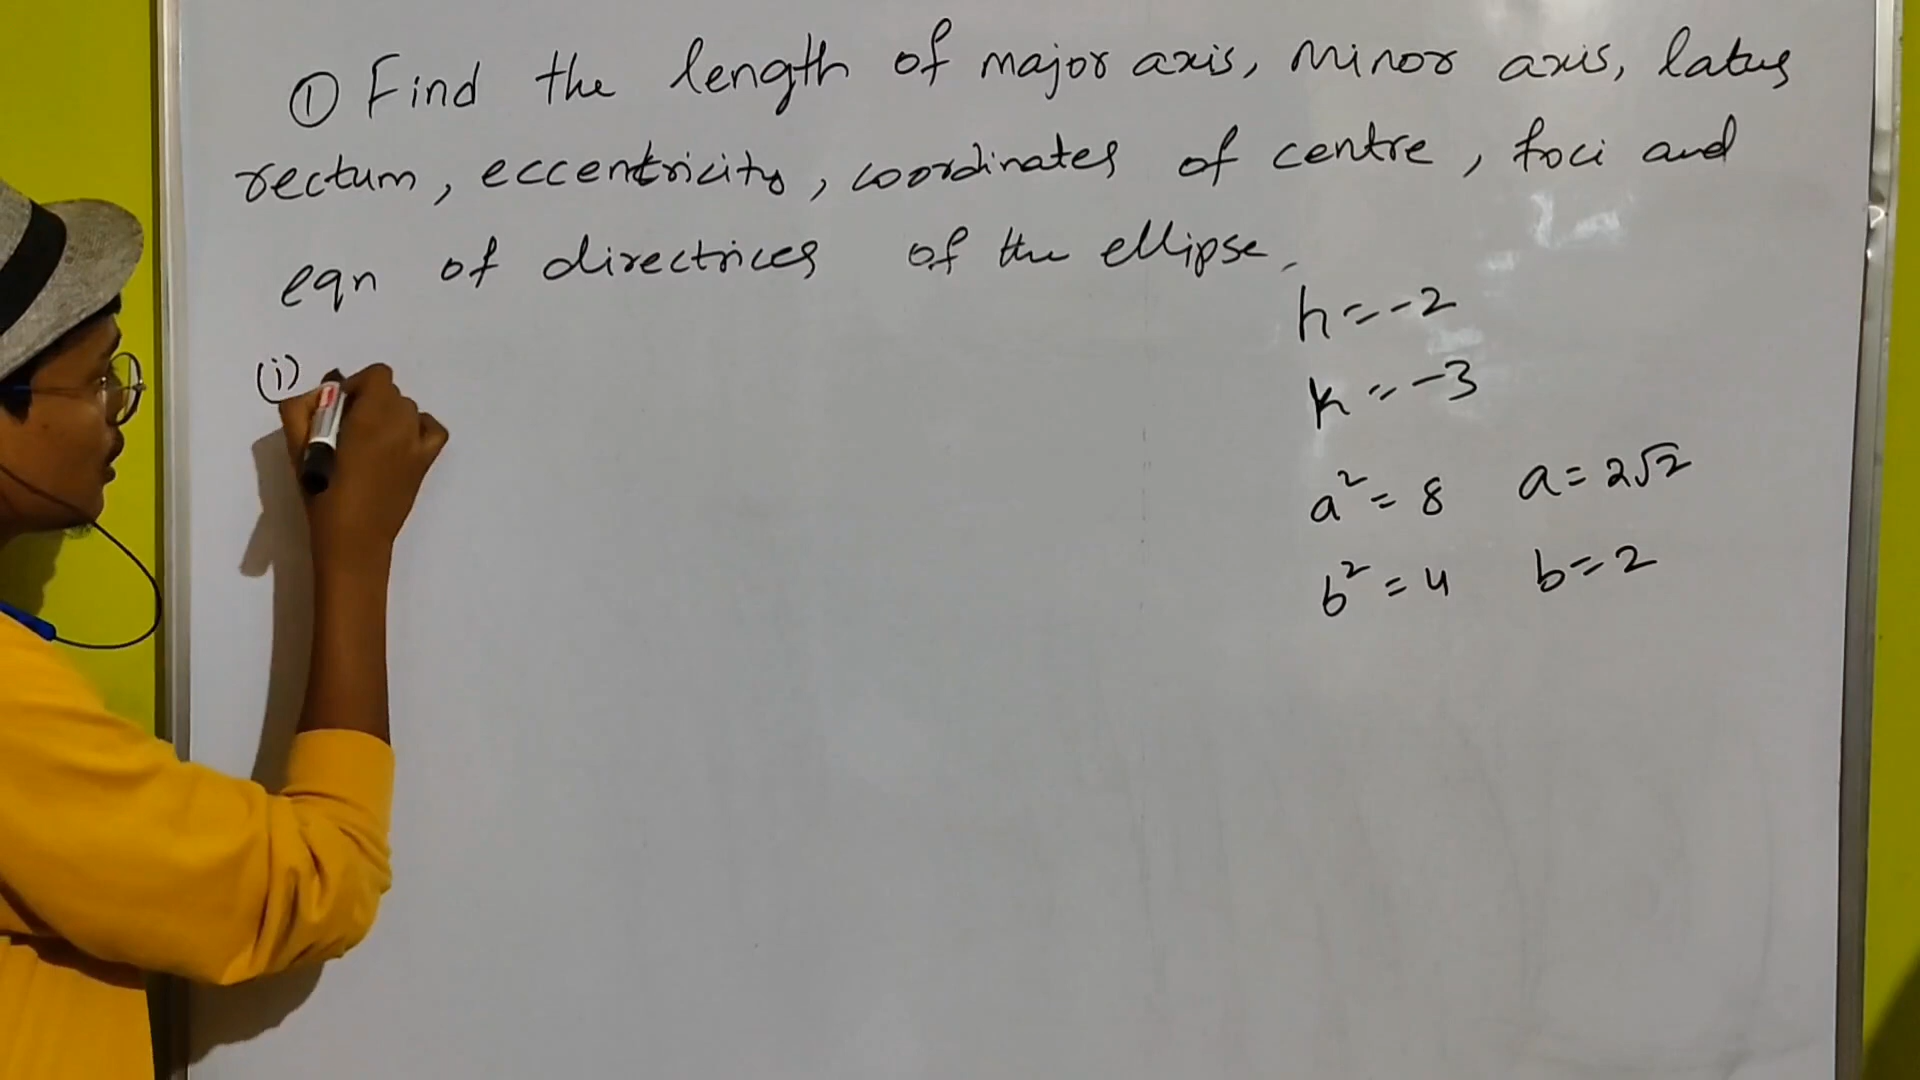 ① Find the length of major axis, minor axis, latus
rectum, eccentricity, coordinates of centre, foci and
eqn of directrices of the ellipse.
h = -2
k = -3
a² = 8 a = 2√2
b² = 4 b = 2
(i)